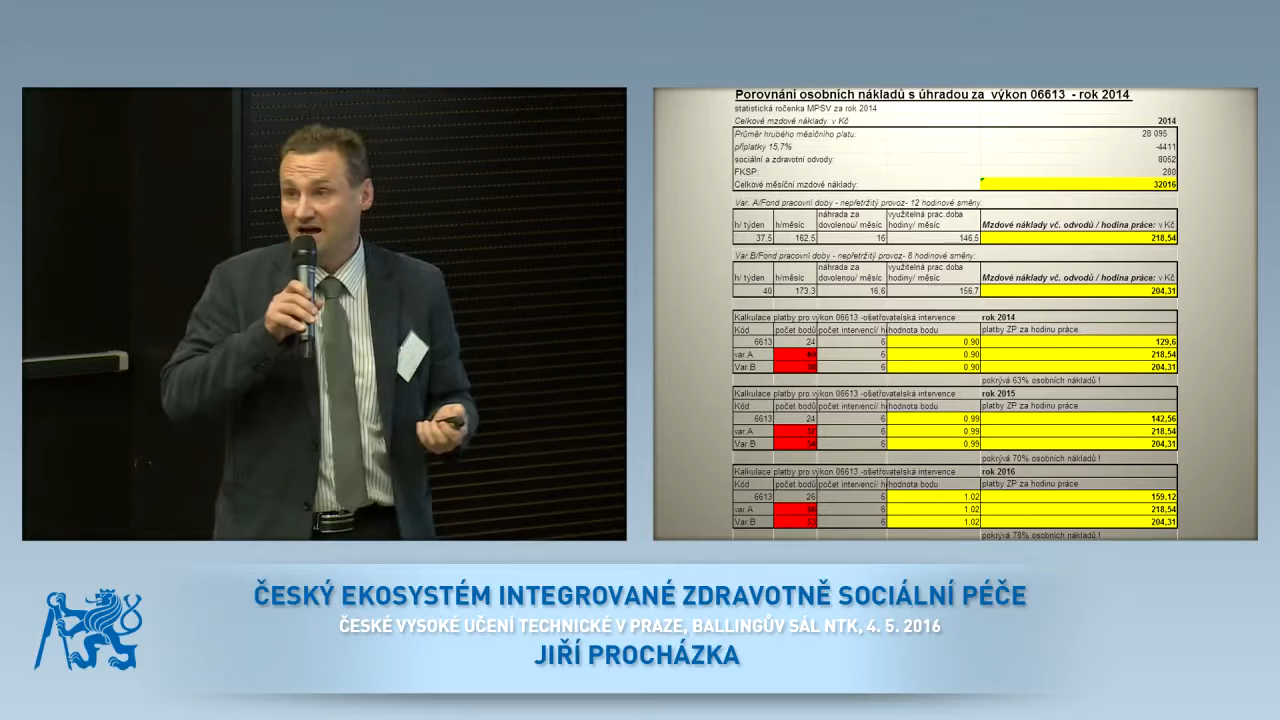 Porovnání osobních nákladů s úhradou za výkon 06613 - rok 2014
statistická ročenka MPSV za rok 2014
Celkové mzdové náklady: v Kč 2014
Průměr hrubého měsíčního platu: 28 095
příplatky 15,7% -4411
sociální a zdravotní odvody: 8052
FKSP: 280
Celkové měsíční mzdové náklady: 32016
Var. A/Fond pracovní doby - nepřetržitý provoz- 12 hodinové směny:
h/ týden h/měsíc náhrada za dovolenou/ měsíc využitelná prac.doba hodiny/ měsíc Mzdové náklady vč. odvodů / hodina práce: v Kč
37,5 162,5 16 146,5 218,54
Var.B/Fond pracovní doby - nepřetržitý provoz- 8 hodinové směny:
h/ týden h/měsíc náhrada za dovolenou/ měsíc využitelná prac.doba hodiny/ měsíc Mzdové náklady vč. odvodů / hodina práce: v Kč
40 173,3 16,6 156,7 204,31
Kalkulace platby pro výkon 06613 -ošetřovatelská intervence rok 2014
Kód počet bodů počet intervencí/ h hodnota bodu platby ZP za hodinu práce
6613 24 6 0,90 129,6
var.A 6 0,90 218,54
Var.B 6 0,90 204,31
pokrývá 63% osobních nákladů !
Kalkulace platby pro výkon 06613 -ošetřovatelská intervence rok 2015
Kód počet bodů počet intervencí/ h hodnota bodu platby ZP za hodinu práce
6613 24 6 0,99 142,56
var.A 6 0,99 218,54
Var.B 6 0,99 204,31
pokrývá 70% osobních nákladů !
Kalkulace platby pro výkon 06613 -ošetřovatelská intervence rok 2016
Kód počet bodů počet intervencí/ h hodnota bodu platby ZP za hodinu práce
6613 26 6 1,02 159,12
var.A 6 1,02 218,54
Var.B 6 1,02 204,31
pokrývá 78% osobních nákladů !
ČESKÝ EKOSYSTÉM INTEGROVANÉ ZDRAVOTNĚ SOCIÁLNÍ PÉČE
ČESKÉ VYSOKÉ UČENÍ TECHNICKÉ V PRAZE, BALLINGŮV SÁL NTK, 4. 5. 2016
JIŘÍ PROCHÁZKA